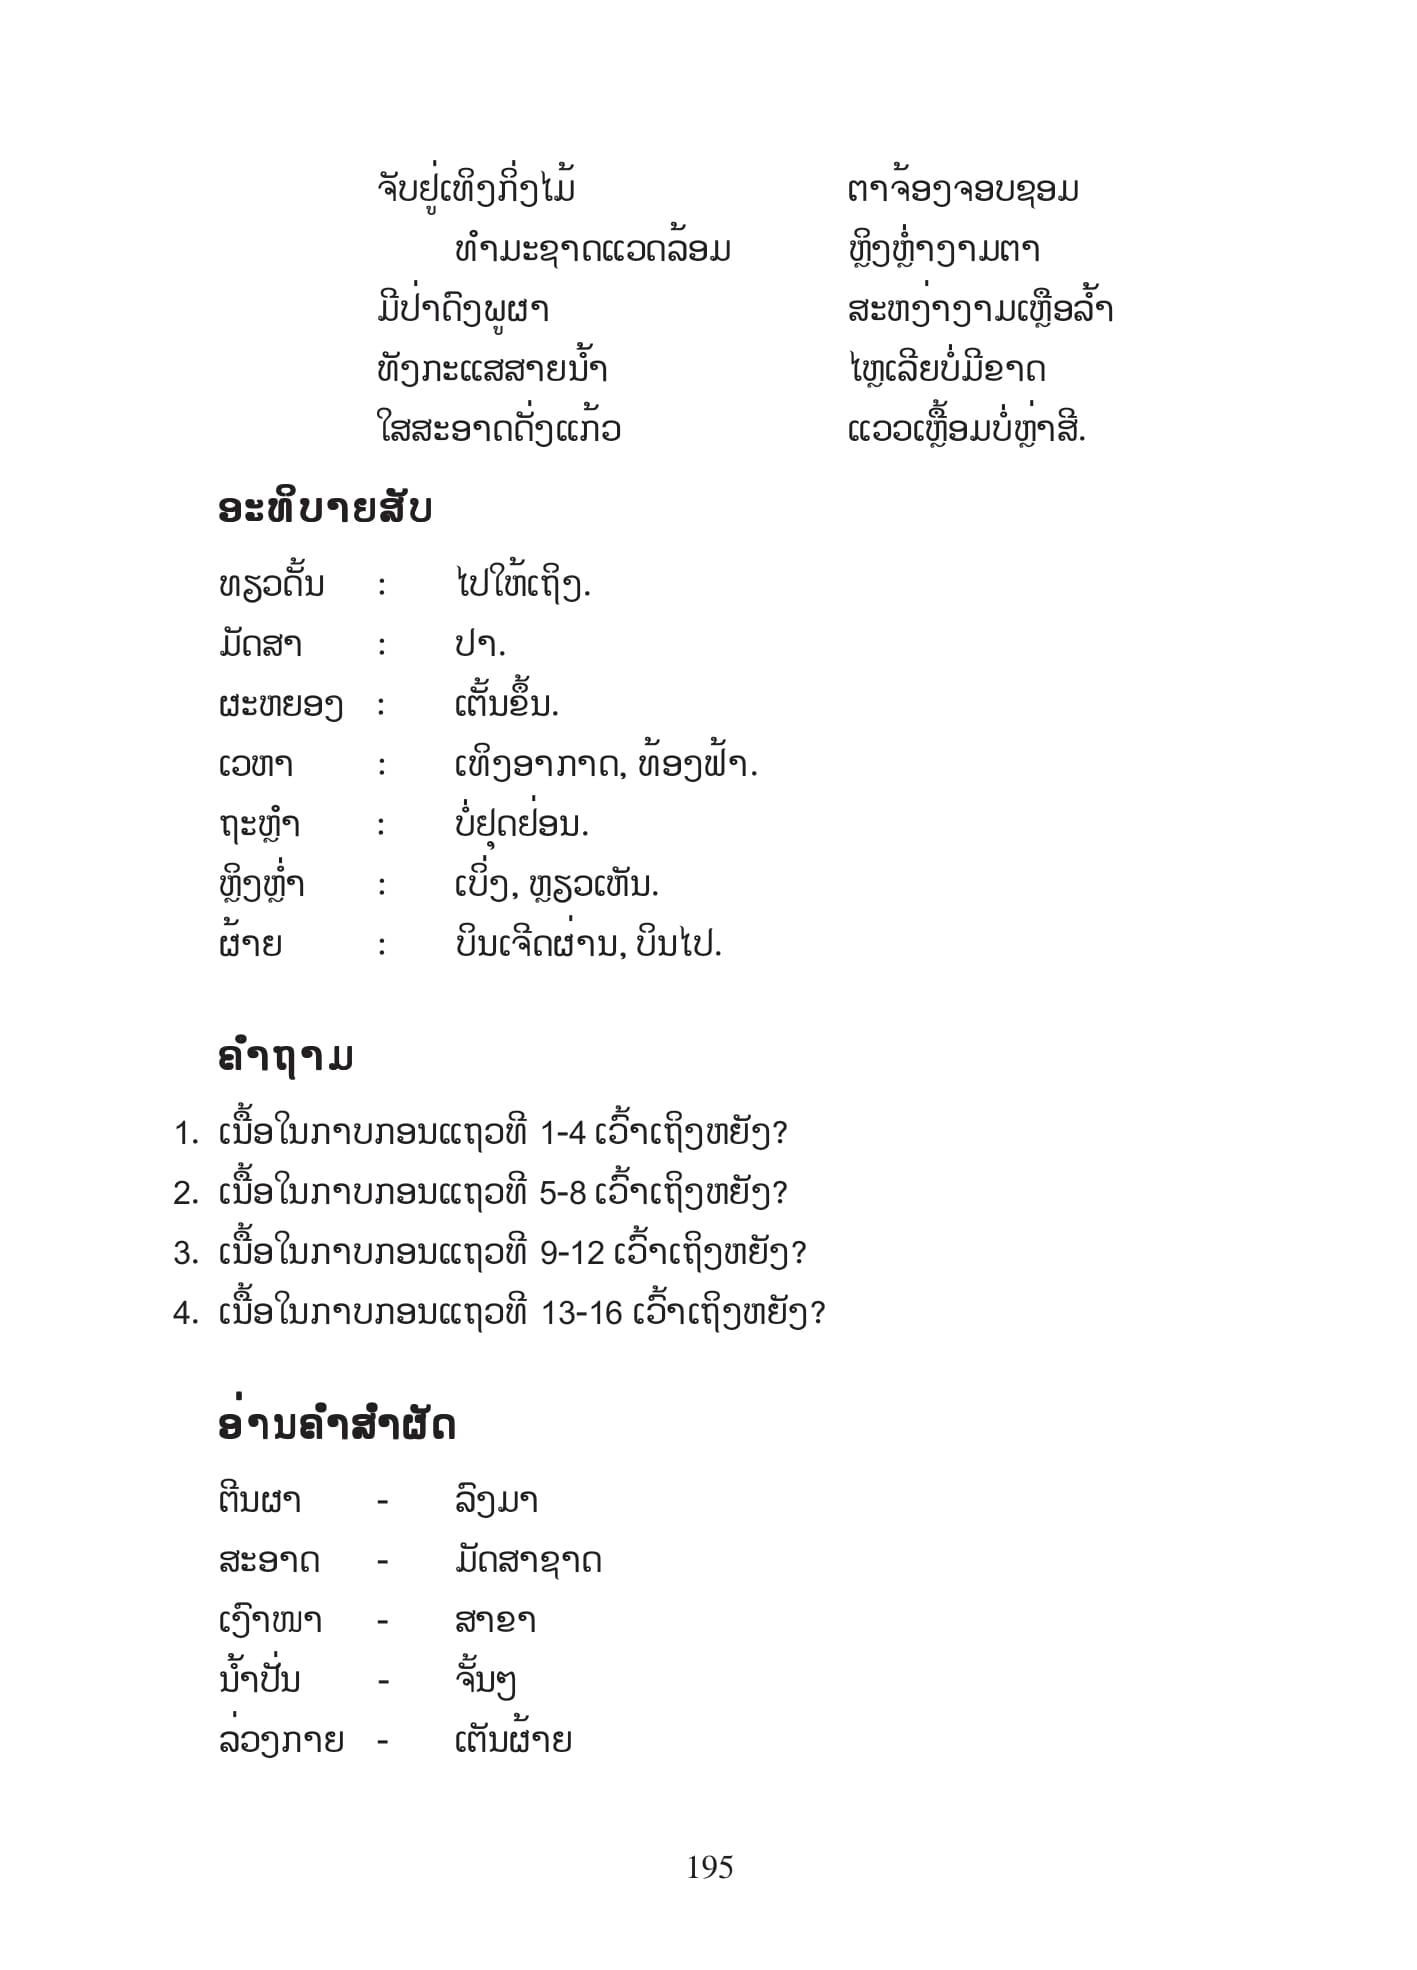 ຈັບຢູ່ເທິງກິ່ງໄມ້ ຕາຈ້ອງຈອບຊອມ
ທຳມະຊາດແວດລ້ອມ ຫຼິງຫຼ່ຳງາມຕາ
ມີປ່າດົງພູຜາ ສະຫງ່າງາມເຫຼືອລ້ຳ
ທັງກະແສສາຍນ້ຳ ໄຫຼເລີຍບໍ່ມີຂາດ
ໃສສະອາດດັ່ງແກ້ວ ແວວເຫຼື້ອມບໍ່ຫຼ່າສີ.
ອະທິບາຍສັບ
ທຽວດັ້ນ : ໄປໃຫ້ເຖິງ.
ມັດສາ : ປາ.
ຜະຫຍອງ : ເຕັ້ນຂຶ້ນ.
ເວຫາ : ເທິງອາກາດ, ທ້ອງຟ້າ.
ຖະຫຼຳ : ບໍ່ຢຸດຢ່ອນ.
ຫຼິງຫຼ່ຳ : ເບິ່ງ, ຫຼຽວເຫັນ.
ຜ້າຍ : ບິນເຈີດຜ່ານ, ບິນໄປ.
ຄຳຖາມ
1. ເນື້ອໃນກາບກອນແຖວທີ 1-4 ເວົ້າເຖິງຫຍັງ?
2. ເນື້ອໃນກາບກອນແຖວທີ 5-8 ເວົ້າເຖິງຫຍັງ?
3. ເນື້ອໃນກາບກອນແຖວທີ 9-12 ເວົ້າເຖິງຫຍັງ?
4. ເນື້ອໃນກາບກອນແຖວທີ 13-16 ເວົ້າເຖິງຫຍັງ?
ອ່ານຄຳສຳຜັດ
ຕີນຜາ - ລົງມາ
ສະອາດ - ມັດສາຊາດ
ເງົາໜາ - ສາຂາ
ນ້ຳປັ່ນ - ຈັ້ນໆ
ລ່ວງກາຍ - ເຕັນຜ້າຍ
195